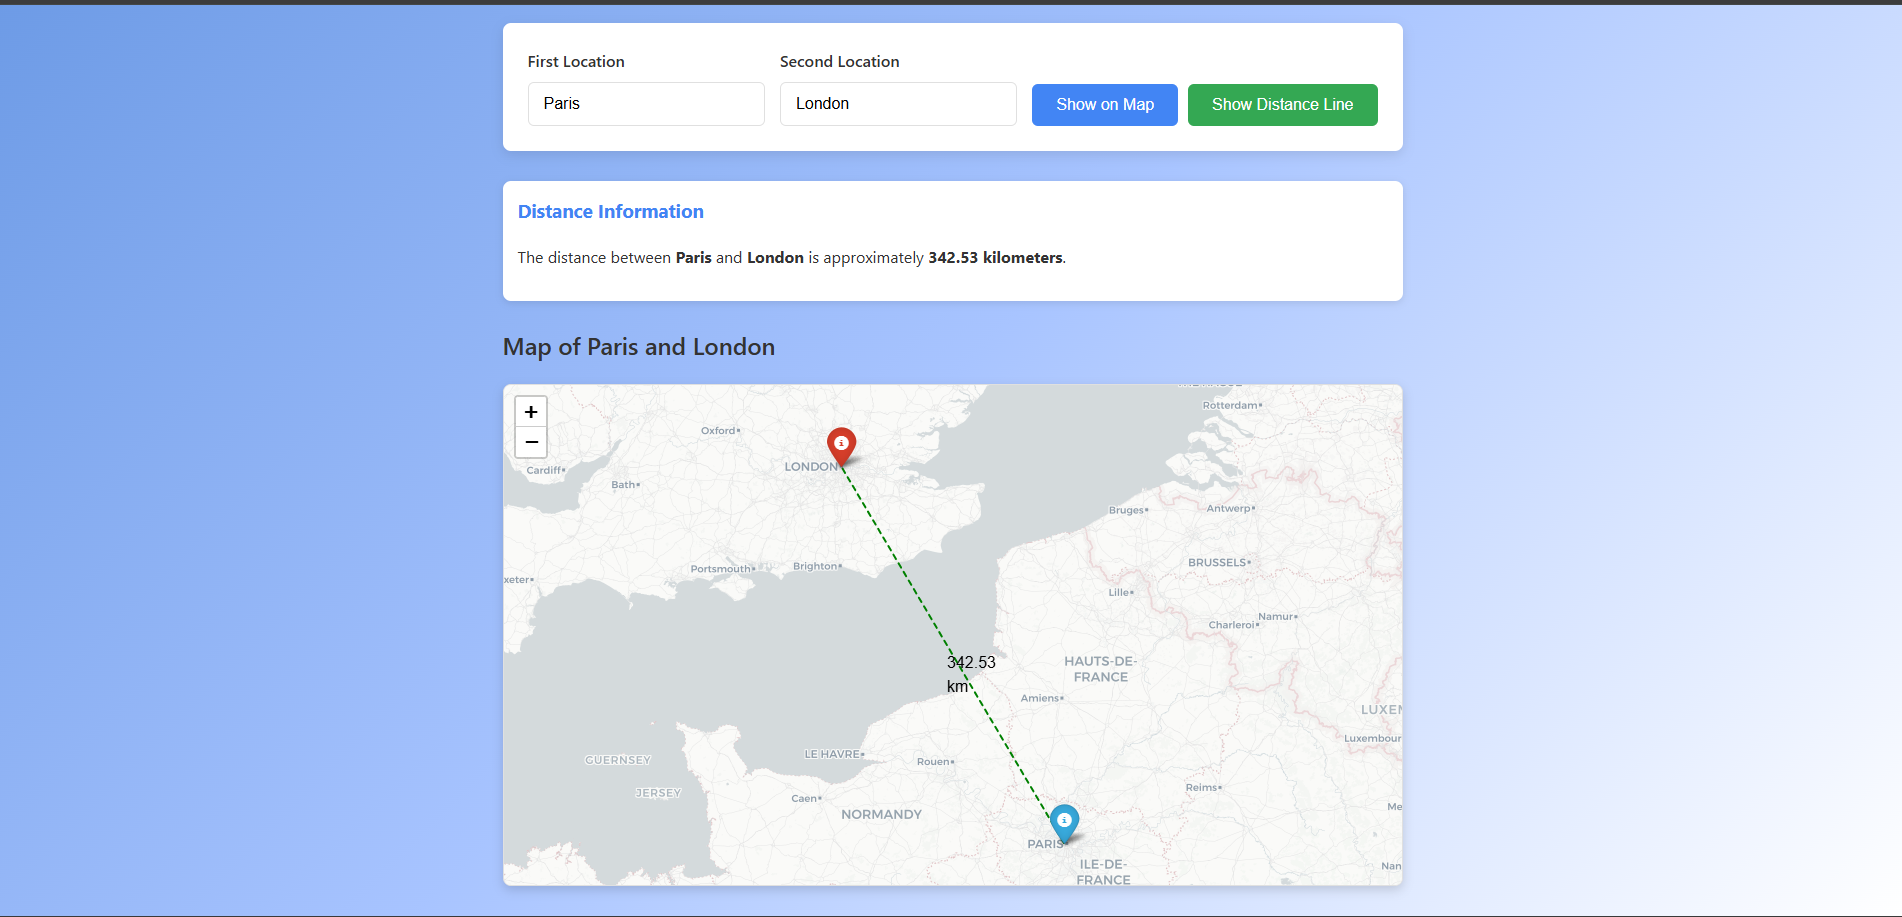 First Location
Second Location
Paris
London
Show on Map
Show Distance Line
Distance Information
The distance between Paris and London is approximately 342.53 kilometers.
Map of Paris and London
+
−
Rotterdam
Oxford
LONDON
Cardiff
Bath
Bruges
Antwerp
Portsmouth
Brighton
BRUSSELS
xeter
Lille
Namur
Charleroi
342.53
km
HAUTS-DE-
FRANCE
Amiens
LUXEM
Luxembour
GUERNSEY
LE HAVRE
Rouen
JERSEY
Caen
Reims
NORMANDY
Me
PARIS
ILE-DE-
FRANCE
Nan